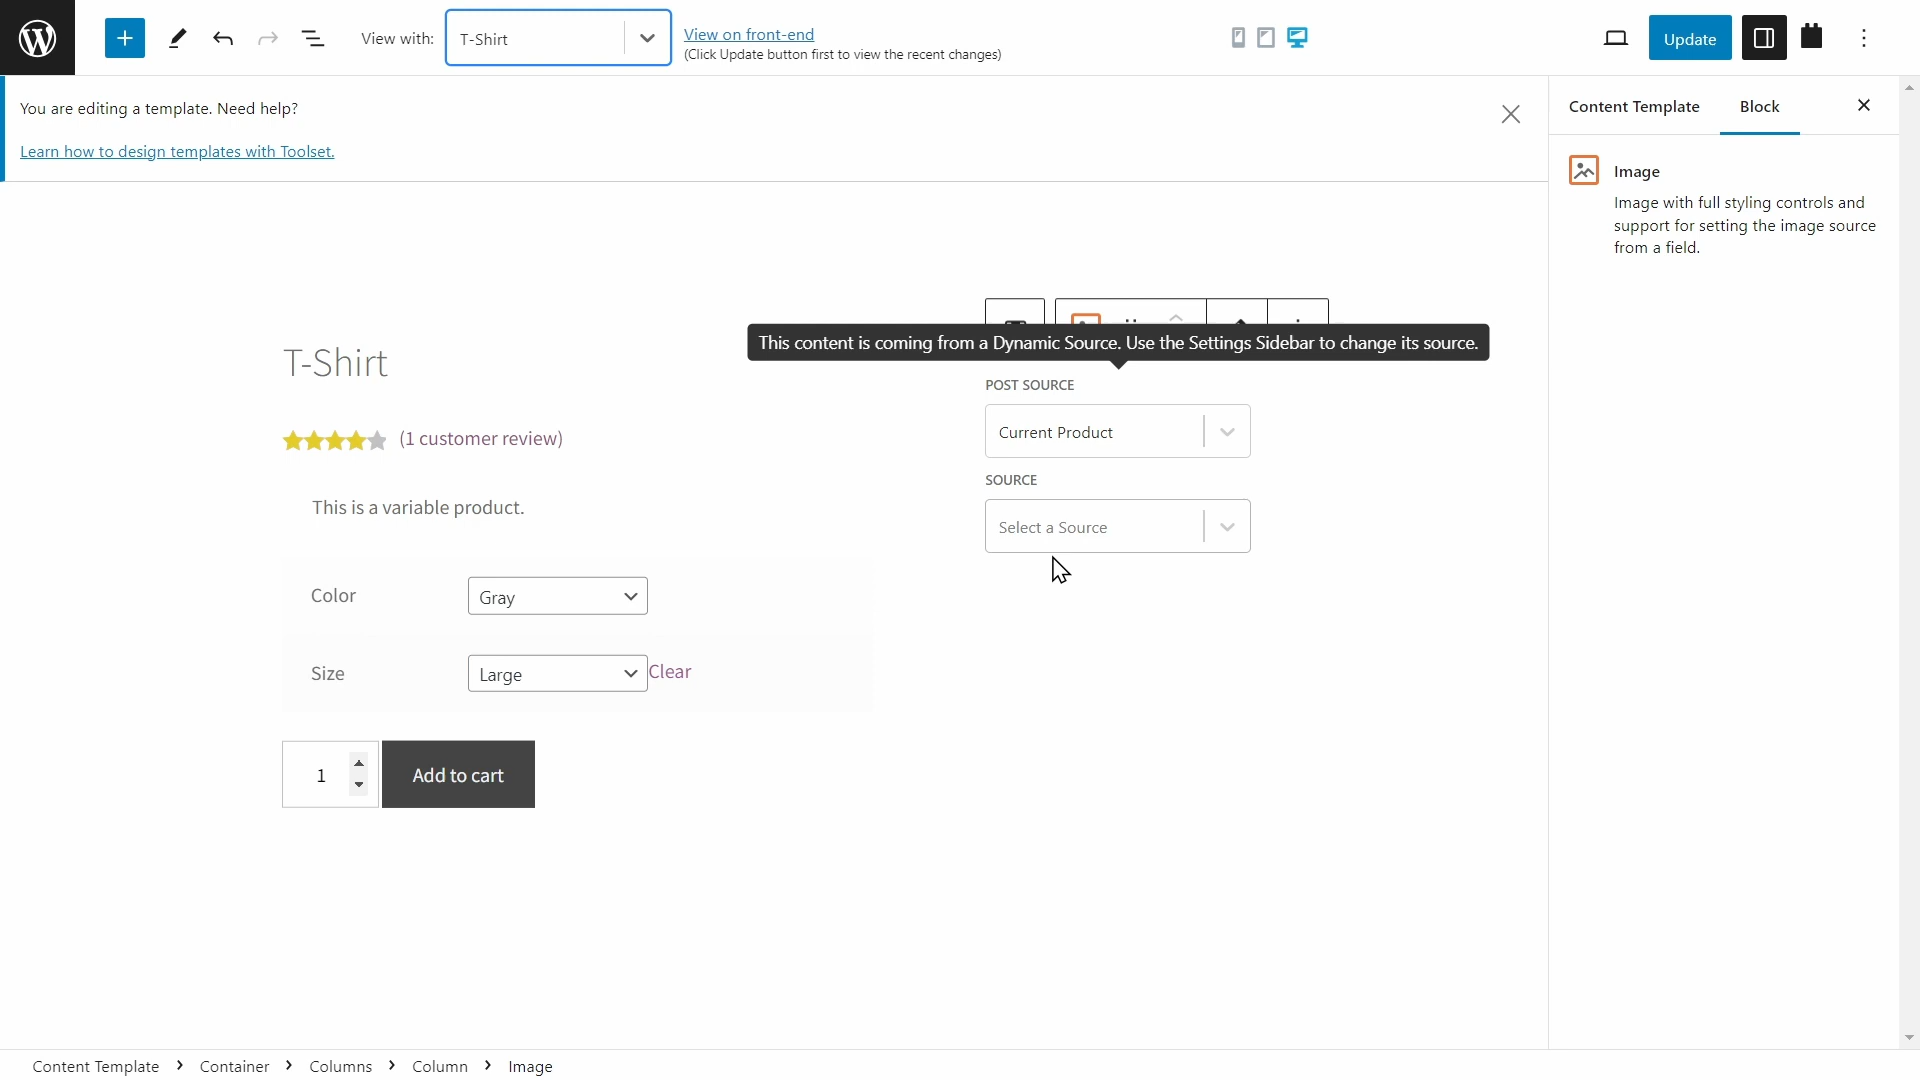 View with:
T-Shirt
View on front-end
(Click Update button first to view the recent changes)
Update
You are editing a template. Need help?
Learn how to design templates with Toolset.
Content Template
Block
Image
Image with full styling controls and
support for setting the image source
from a field.
This content is coming from a Dynamic Source. Use the Settings Sidebar to change its source.
T-Shirt
(1 customer review)
This is a variable product.
Color
Gray
Size
Large
Clear
1
Add to cart
POST SOURCE
Current Product
SOURCE
Select a Source
Content Template > Container > Columns > Column > Image